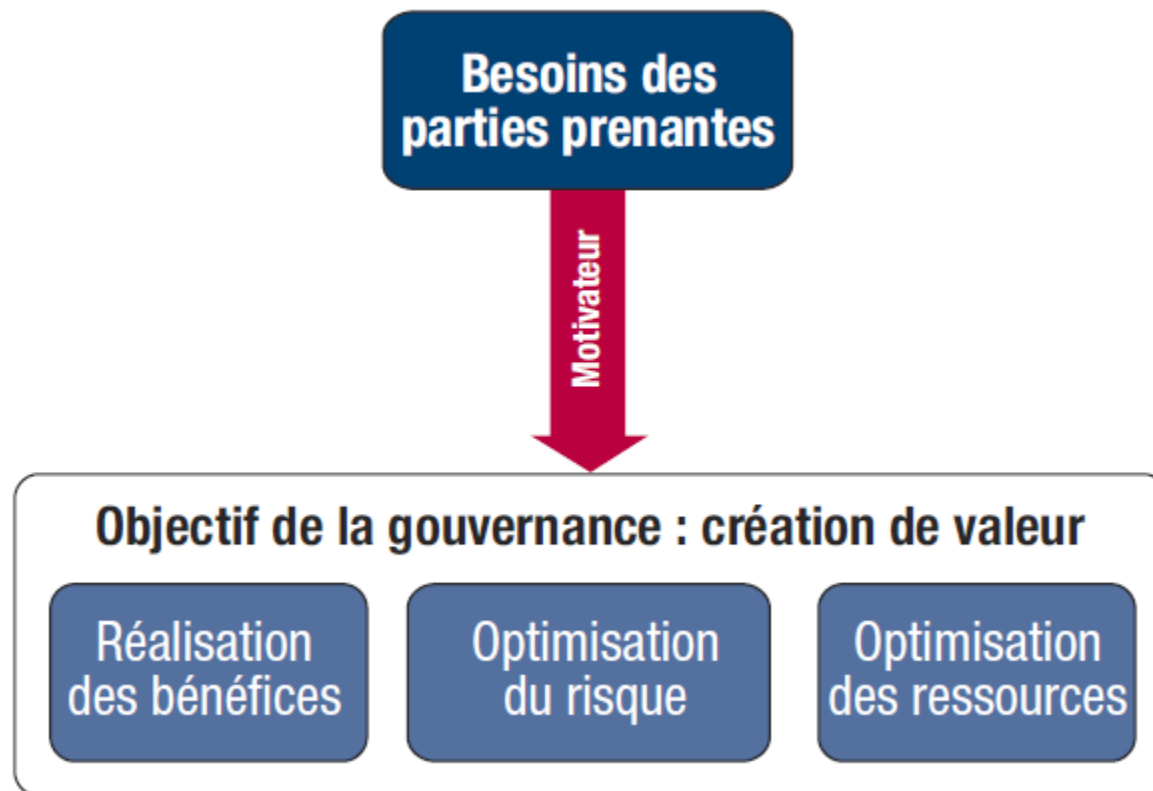 Besoins des
parties prenantes
Motivateur
Objectif de la gouvernance : création de valeur
Réalisation
des bénéfices
Optimisation
du risque
Optimisation
des ressources